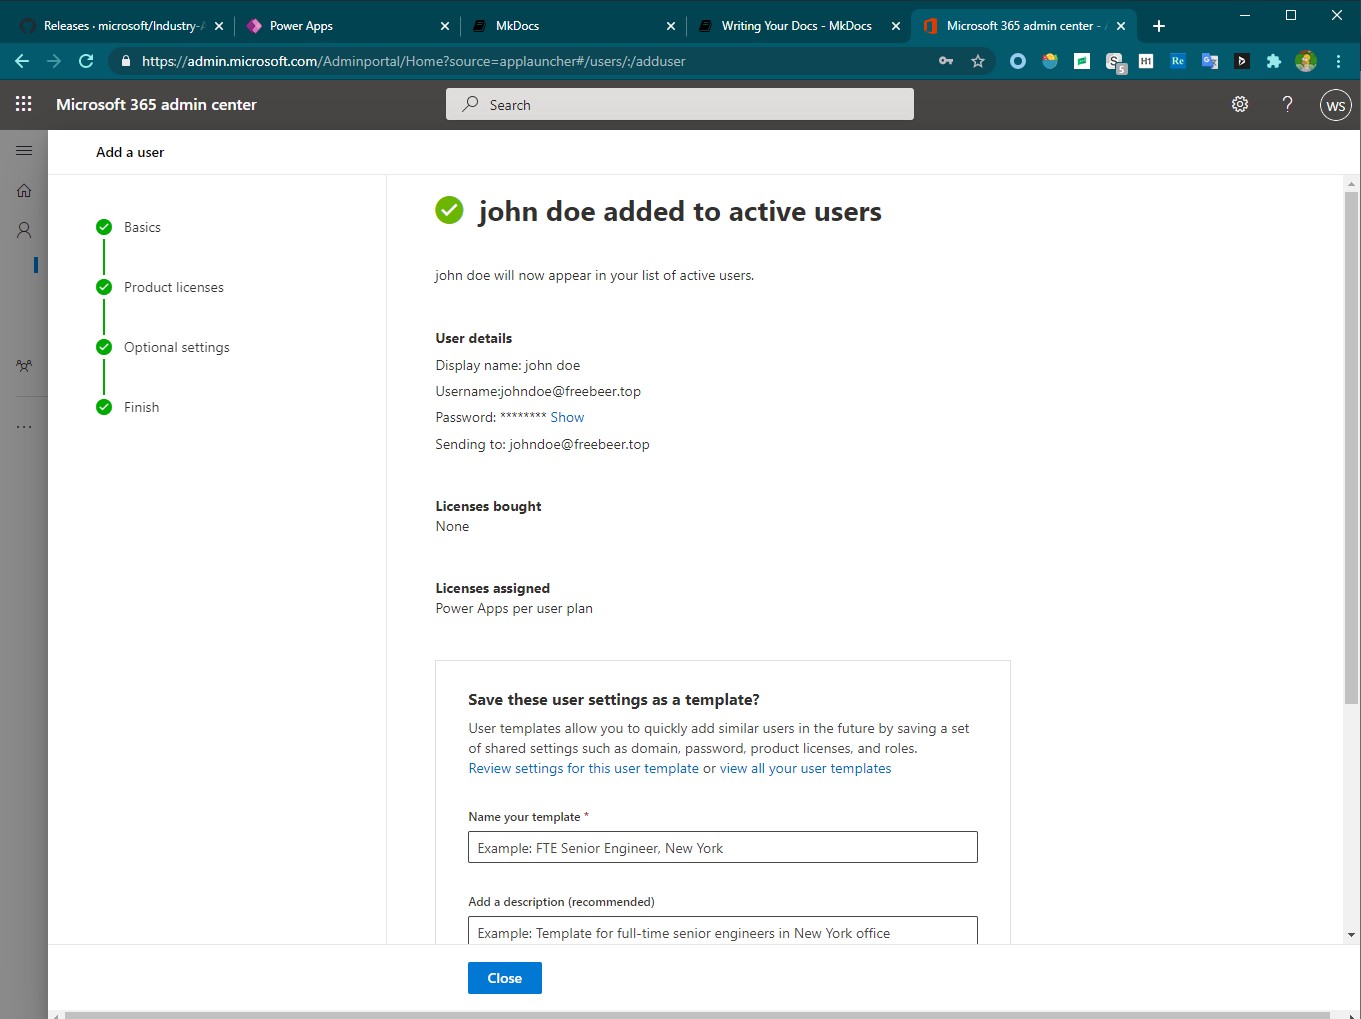 Releases · microsoft/Industry-A
Power Apps
MkDocs
Writing Your Docs - MkDocs
Microsoft 365 admin center -
https://admin.microsoft.com/Adminportal/Home?source=applauncher#/users/:/adduser
S
5
H1
Re
Microsoft 365 admin center
Search
?
WS
Add a user
Basics
Product licenses
Optional settings
Finish
john doe added to active users
john doe will now appear in your list of active users.
User details
Display name: john doe
Username:johndoe@freebeer.top
Password: ******** Show
Sending to: johndoe@freebeer.top
Licenses bought
None
Licenses assigned
Power Apps per user plan
Save these user settings as a template?
User templates allow you to quickly add similar users in the future by saving a set
of shared settings such as domain, password, product licenses, and roles.
Review settings for this user template or view all your user templates
Name your template *
Example: FTE Senior Engineer, New York
Add a description (recommended)
Example: Template for full-time senior engineers in New York office
Close